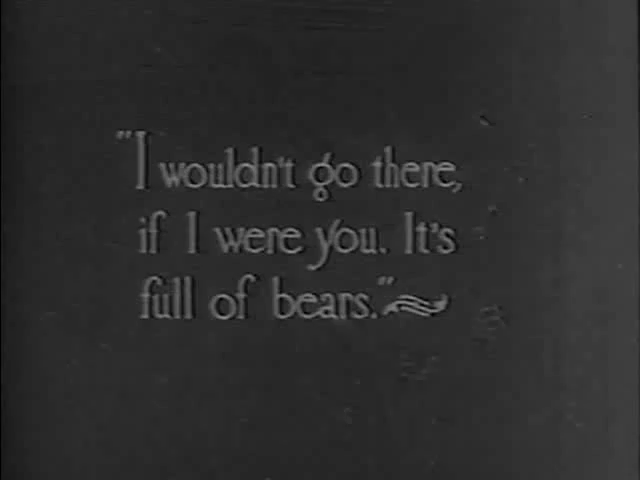 "I wouldn't go there,
if I were you. It's
full of bears."